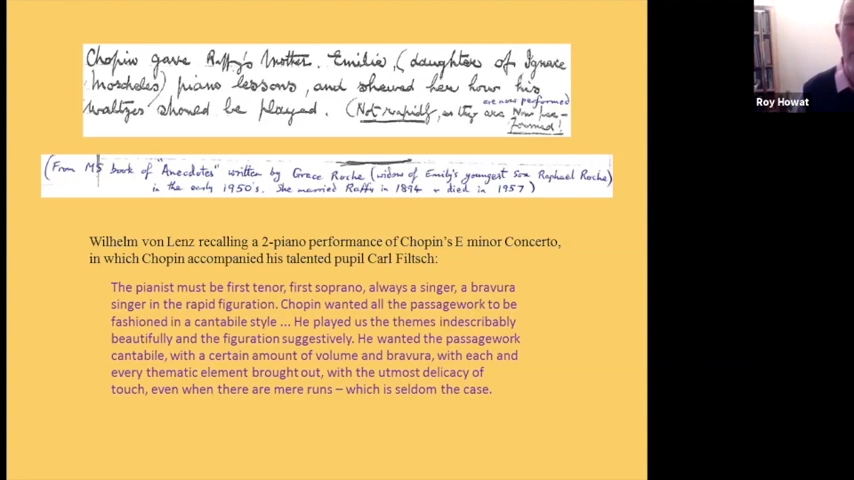 Chopin gave Raffy's Mother. Emilie, (daughter of Ignace
Moscheles) piano lessons, and shewed her how his
waltzes should be played. (Not rapidly, as they are Now per-
are now performed
formed!
(From MS book of "Anecdotes" written by Grace Roche (widow of Emily's youngest son Raphael Roche)
in the early 1950's. She married Raffy in 1894 & died in 1957)
Wilhelm von Lenz recalling a 2-piano performance of Chopin's E minor Concerto,
in which Chopin accompanied his talented pupil Carl Filtsch:
The pianist must be first tenor, first soprano, always a singer, a bravura
singer in the rapid figuration. Chopin wanted all the passagework to be
fashioned in a cantabile style ... He played us the themes indescribably
beautifully and the figuration suggestively. He wanted the passagework
cantabile, with a certain amount of volume and bravura, with each and
every thematic element brought out, with the utmost delicacy of
touch, even when there are mere runs – which is seldom the case.
Roy Howat